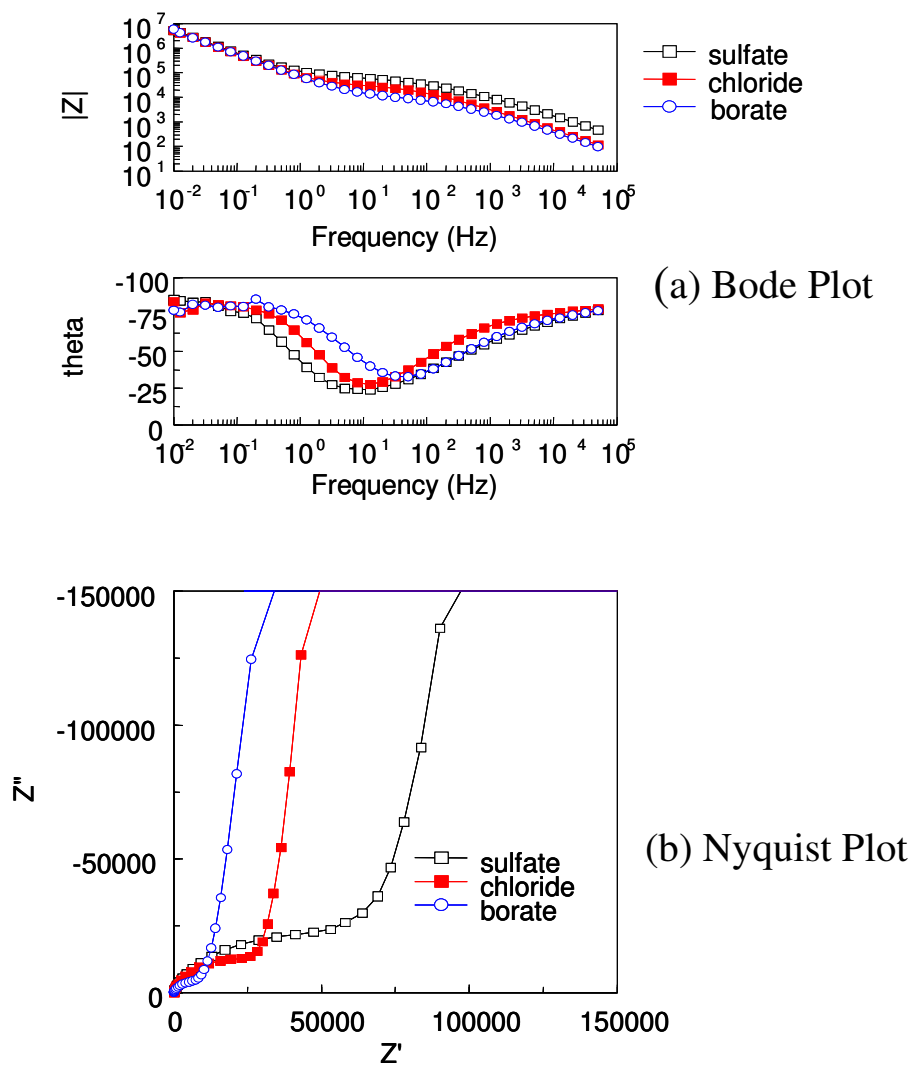 |Z|
10^7
10^6
10^5
10^4
10^3
10^2
10^1
10^-2 10^-1 10^0 10^1 10^2 10^3 10^4 10^5
Frequency (Hz)
sulfate
chloride
borate
theta
-100
-75
-50
-25
0
10^-2 10^-1 10^0 10^1 10^2 10^3 10^4 10^5
Frequency (Hz)
(a) Bode Plot
Z"
-150000
-100000
-50000
0
0 50000 100000 150000
Z'
sulfate
chloride
borate
(b) Nyquist Plot